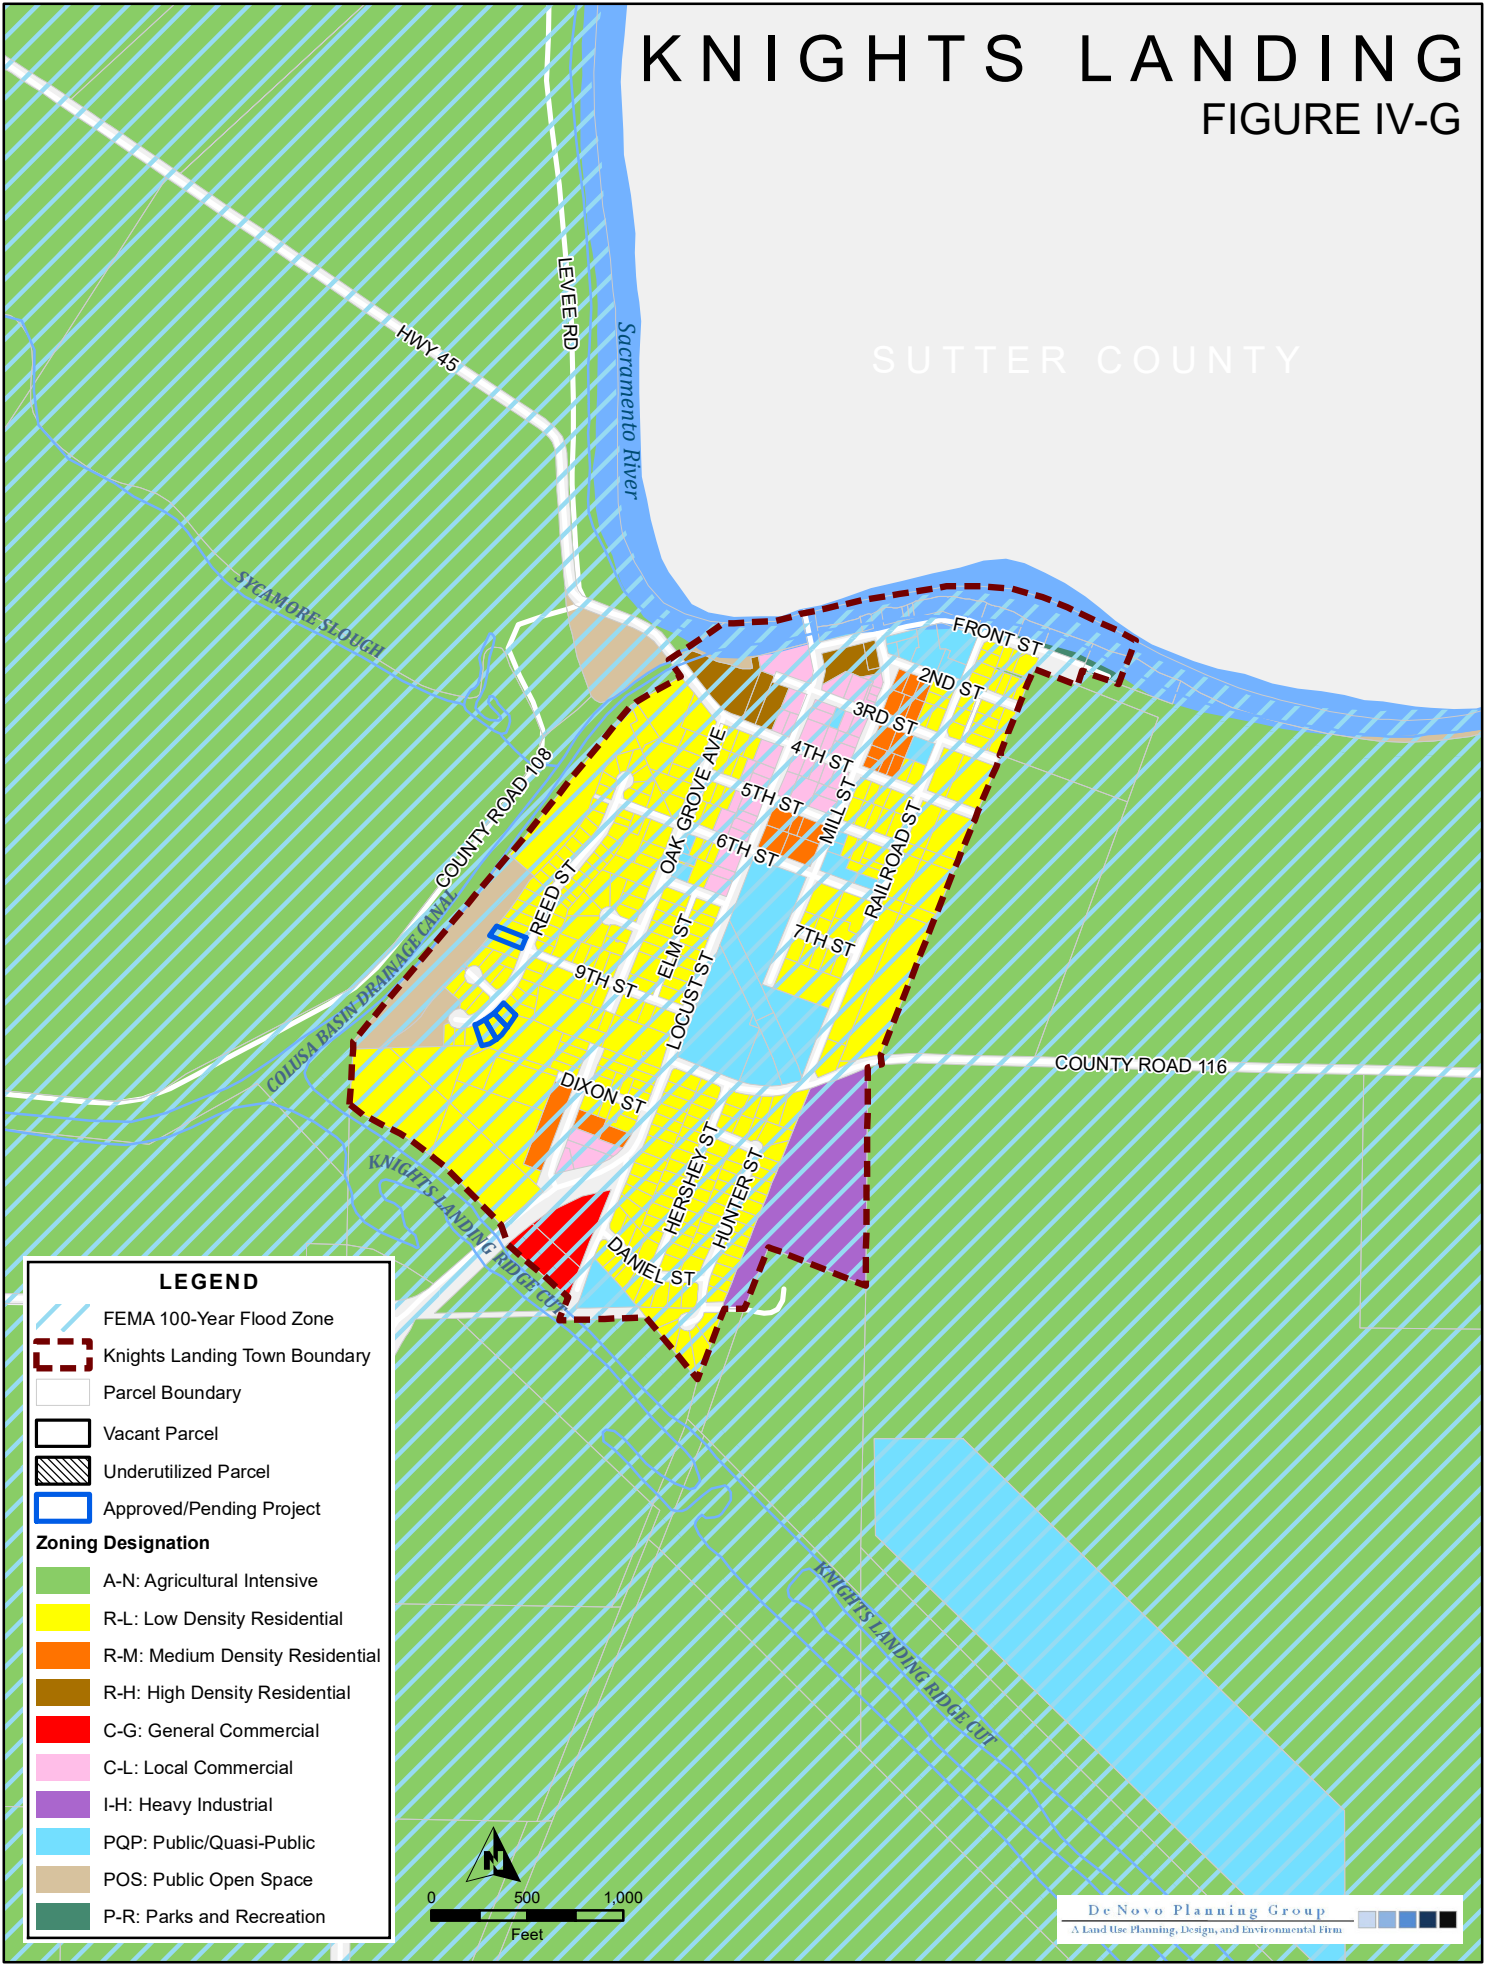 KNIGHTS LANDING
FIGURE IV-G
SUTTER COUNTY
LEVEE RD
HWY 45
Sacramento River
SYCAMORE SLOUGH
FRONT ST
2ND ST
3RD ST
4TH ST
5TH ST
6TH ST
OAK GROVE AVE
MILL ST
RAILROAD ST
COUNTY ROAD 108
REED ST
COLUSA BASIN DRAINAGE CANAL
ELM ST
7TH ST
9TH ST
LOCUST ST
COUNTY ROAD 116
DIXON ST
HERSHEY ST
HUNTER ST
KNIGHTS LANDING RIDGE CUT
DANIEL ST
KNIGHTS LANDING RIDGE CUT
LEGEND
FEMA 100-Year Flood Zone
Knights Landing Town Boundary
Parcel Boundary
Vacant Parcel
Underutilized Parcel
Approved/Pending Project
Zoning Designation
A-N: Agricultural Intensive
R-L: Low Density Residential
R-M: Medium Density Residential
R-H: High Density Residential
C-G: General Commercial
C-L: Local Commercial
I-H: Heavy Industrial
PQP: Public/Quasi-Public
POS: Public Open Space
P-R: Parks and Recreation
N
0 500 1,000
Feet
De Novo Planning Group
A Land Use Planning, Design, and Environmental Firm